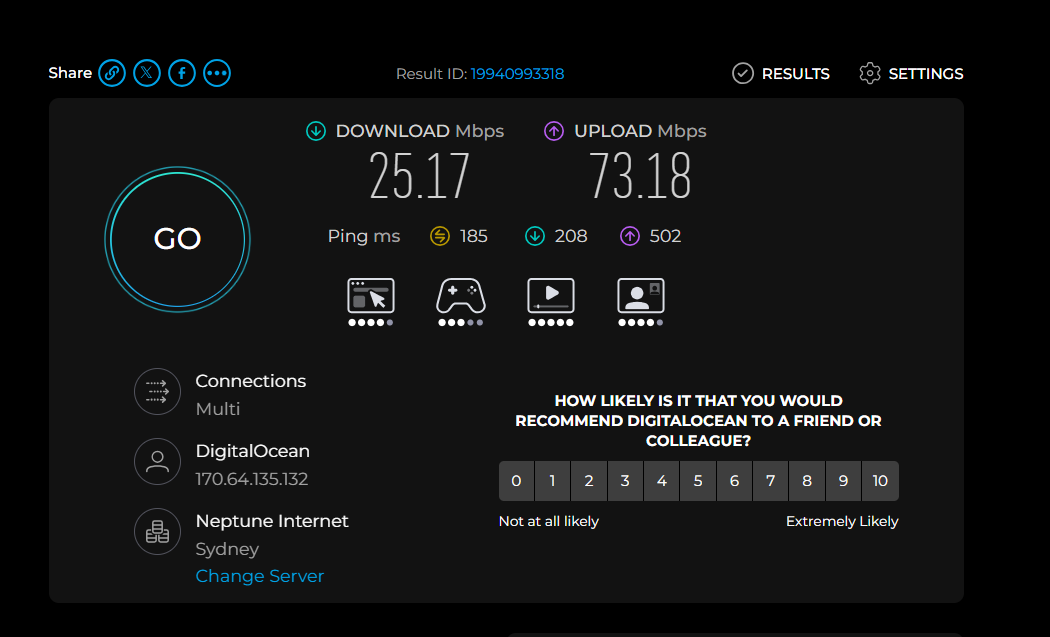 Share
Result ID: 19940993318
RESULTS
SETTINGS
DOWNLOAD Mbps
25.17
UPLOAD Mbps
73.18
Ping ms
185
208
502
GO
Connections
Multi
DigitalOcean
170.64.135.132
Neptune Internet
Sydney
Change Server
HOW LIKELY IS IT THAT YOU WOULD
RECOMMEND DIGITALOCEAN TO A FRIEND OR
COLLEAGUE?
0 1 2 3 4 5 6 7 8 9 10
Not at all likely
Extremely Likely